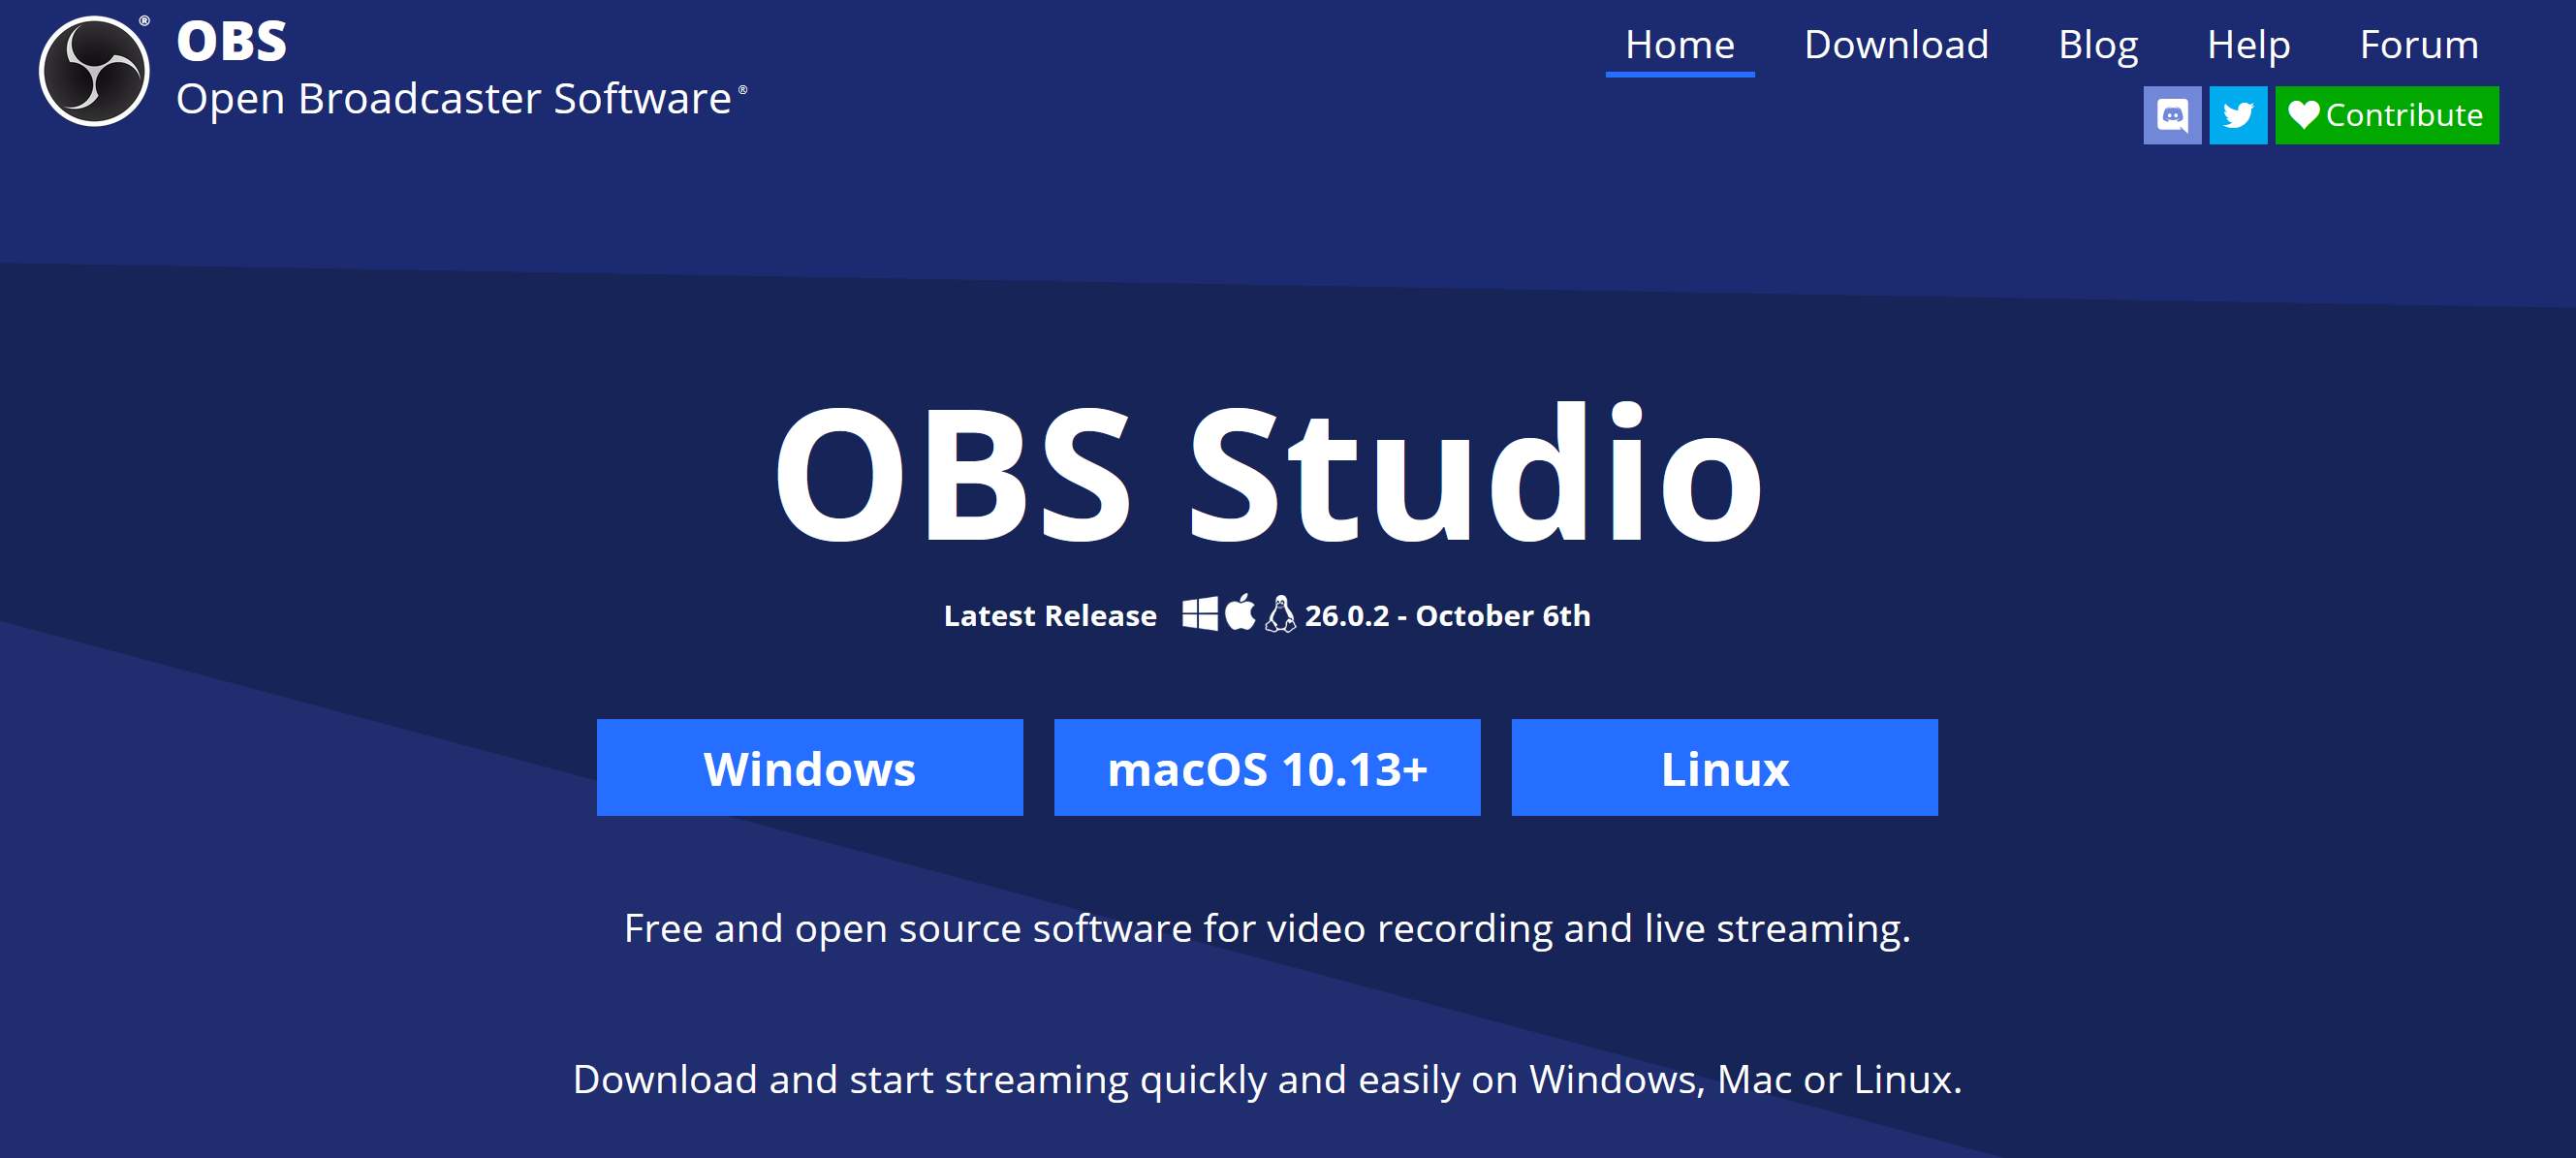 OBS
Open Broadcaster Software®
Home Download Blog Help Forum
Contribute
OBS Studio
Latest Release 26.0.2 - October 6th
Windows macOS 10.13+ Linux
Free and open source software for video recording and live streaming.
Download and start streaming quickly and easily on Windows, Mac or Linux.